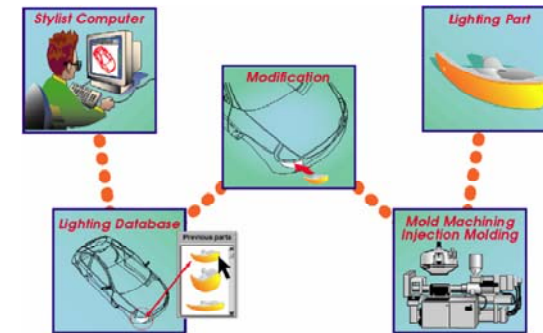 Stylist Computer
Lighting Part
Modification
Lighting Database
Previous parts
Mold Machining
Injection Molding